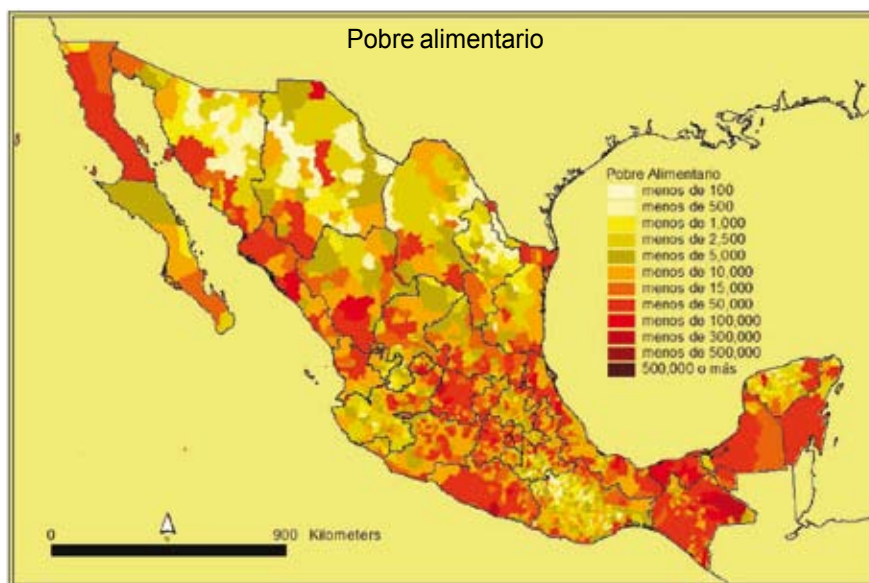 Pobre alimentario
Pobre Alimentario
menos de 100
menos de 500
menos de 1,000
menos de 2,500
menos de 5,000
menos de 10,000
menos de 15,000
menos de 50,000
menos de 100,000
menos de 300,000
menos de 500,000
500,000 o más
0 900 Kilometers